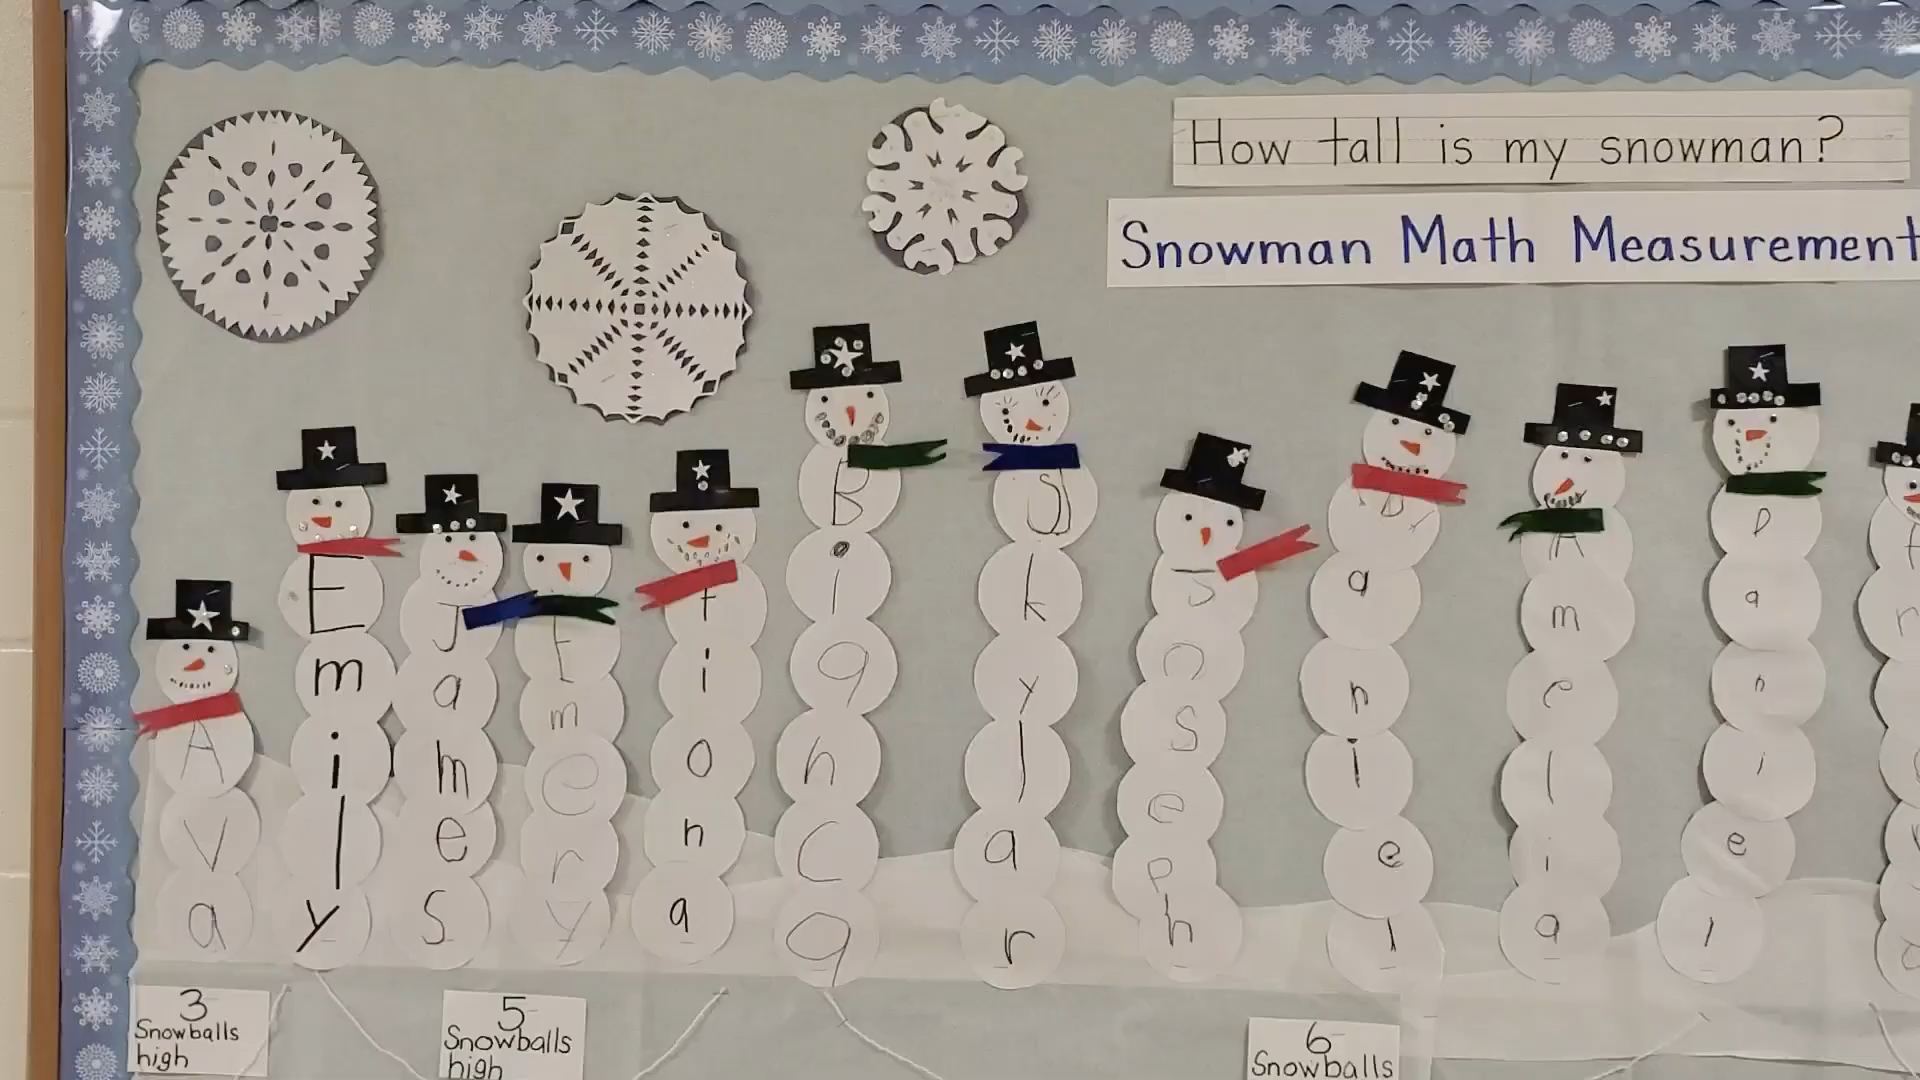 How tall is my snowman?
Snowman Math Measurement
Ava
Emily
James
Emery
Fiona
Bianca
Skylar
Joseph
Daniel
Amelia
Daniel
3
Snowballs
high
5
Snowballs
high
6
Snowballs